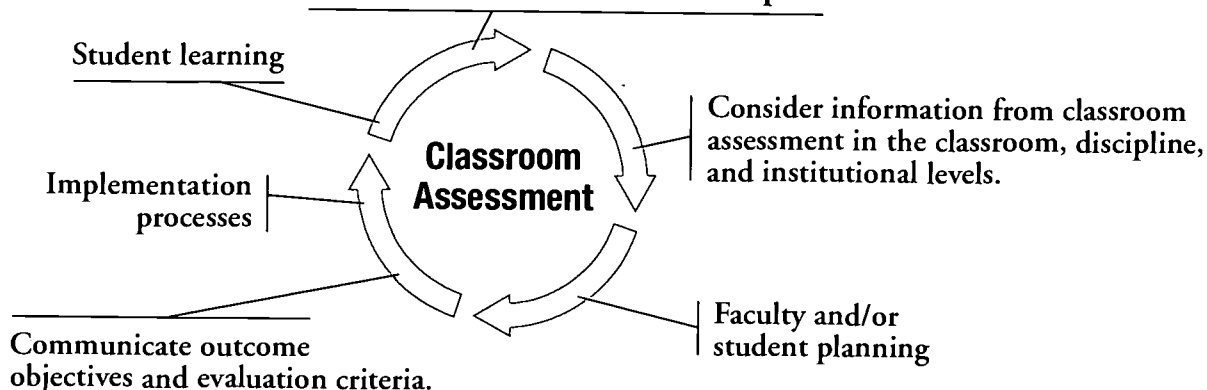 Student learning
Classroom
Assessment
Consider information from classroom
assessment in the classroom, discipline,
and institutional levels.
Implementation
processes
Faculty and/or
student planning
Communicate outcome
objectives and evaluation criteria.